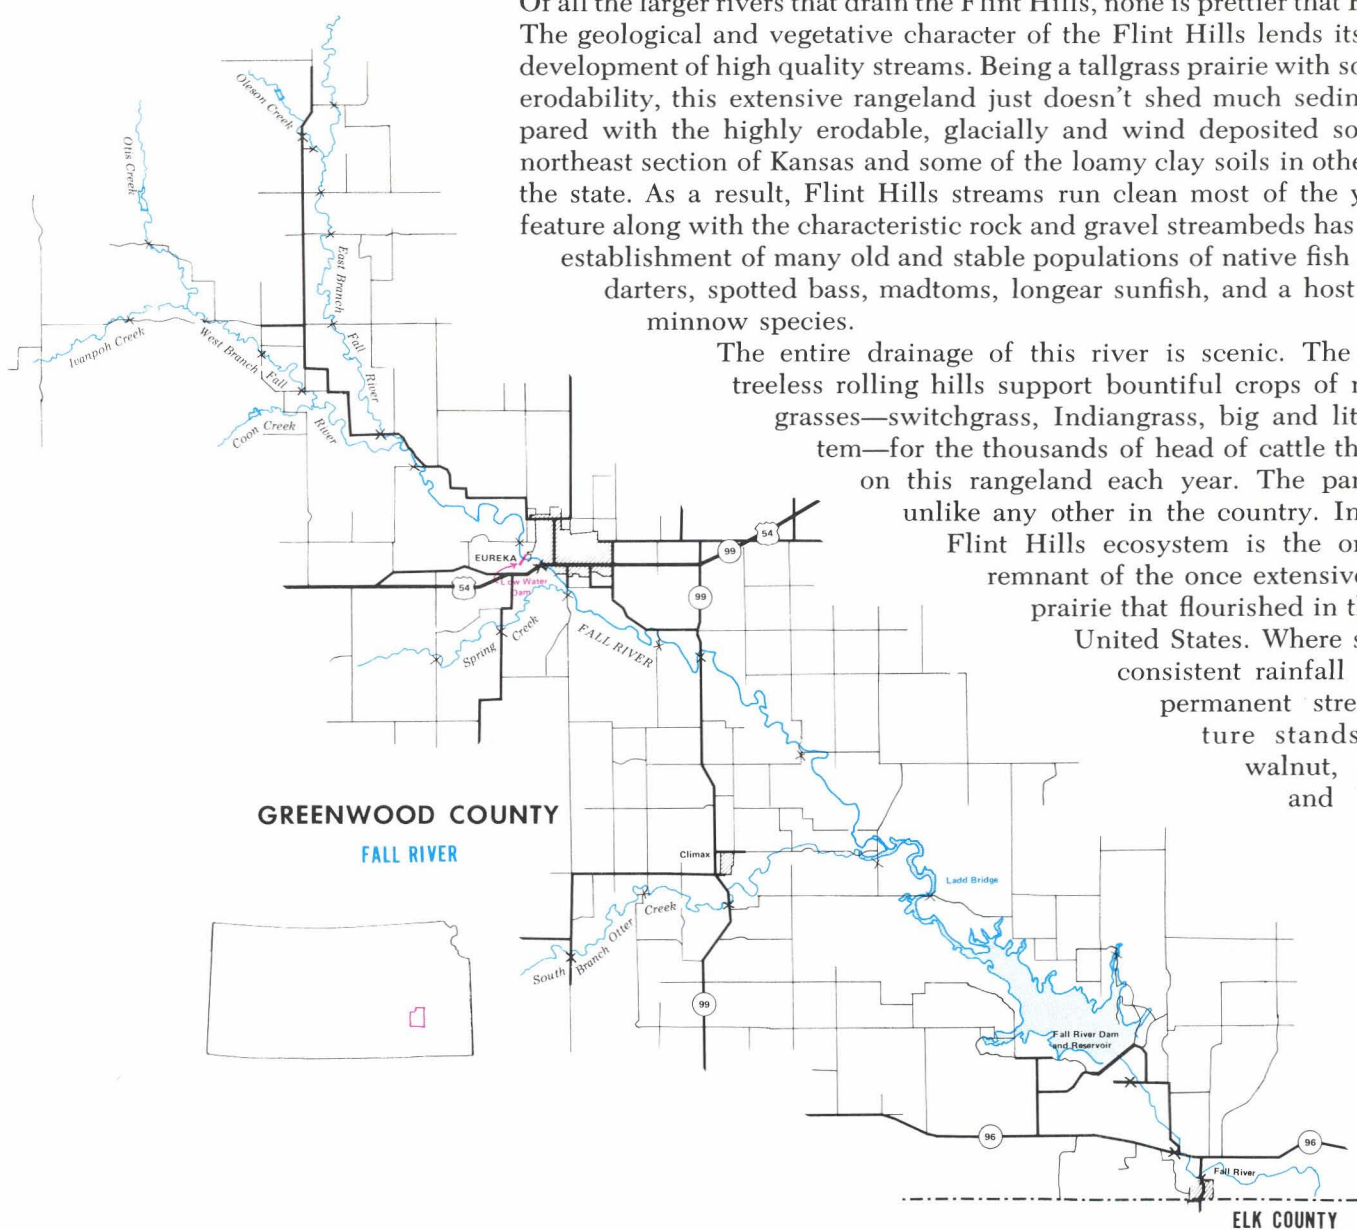 Of all the larger rivers that drain the Flint Hills, none is prettier that
The geological and vegetative character of the Flint Hills lends its
development of high quality streams. Being a tallgrass prairie with so
erodability, this extensive rangeland just doesn't shed much sedin
pared with the highly erodable, glacially and wind deposited so
northeast section of Kansas and some of the loamy clay soils in othe
the state. As a result, Flint Hills streams run clean most of the y
feature along with the characteristic rock and gravel streambeds has
establishment of many old and stable populations of native fish
darters, spotted bass, madtoms, longear sunfish, and a host
minnow species.
The entire drainage of this river is scenic. The
treeless rolling hills support bountiful crops of n
grasses—switchgrass, Indiangrass, big and lit
tem—for the thousands of head of cattle th
on this rangeland each year. The par
unlike any other in the country. In
Flint Hills ecosystem is the o
remnant of the once extensive
prairie that flourished in t
United States. Where s
consistent rainfall
permanent stre
ture stands
walnut,
and
Oleson Creek
Otis Creek
East Branch Fall River
Ivanpoh Creek
West Branch Fall River
Coon Creek
54
99
EUREKA
Low Water
Dam
54
99
Spring Creek
FALL RIVER
GREENWOOD COUNTY
FALL RIVER
Climax
Ladd Bridge
South Branch Otter Creek
99
Fall River Dam
and Reservoir
96
96
Fall River
ELK COUNTY